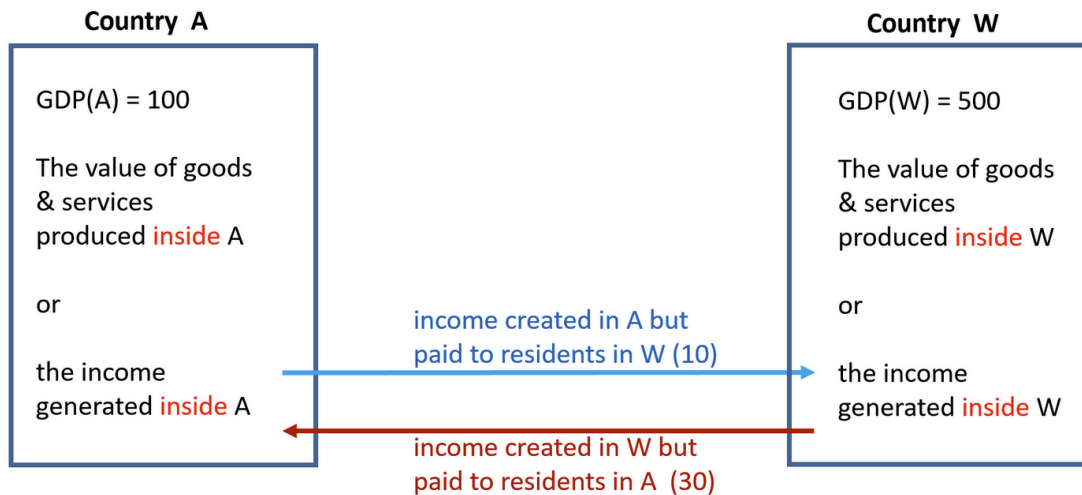 Country A
GDP(A) = 100
The value of goods
& services
produced inside A
or
the income
generated inside A
income created in A but
paid to residents in W (10)
income created in W but
paid to residents in A (30)
Country W
GDP(W) = 500
The value of goods
& services
produced inside W
or
the income
generated inside W